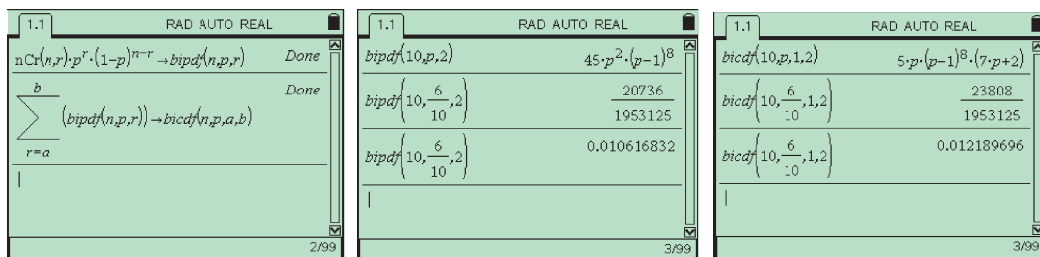 1.1 RAD AUTO REAL
nCr(n,r)·p^r·(1−p)^(n−r)→bipdf(n,p,r) Done
b
∑ (bipdf(n,p,r))→bicdf(n,p,a,b) Done
r=a
2/99
1.1 RAD AUTO REAL
bipdf(10,p,2) 45·p²·(p−1)⁸
bipdf(10,6/10,2) 20736/1953125
bipdf(10,6/10,2) 0.010616832
3/99
1.1 RAD AUTO REAL
bicdf(10,p,1,2) 5·p·(p−1)⁸·(7·p+2)
bicdf(10,6/10,1,2) 23808/1953125
bicdf(10,6/10,1,2) 0.012189696
3/99